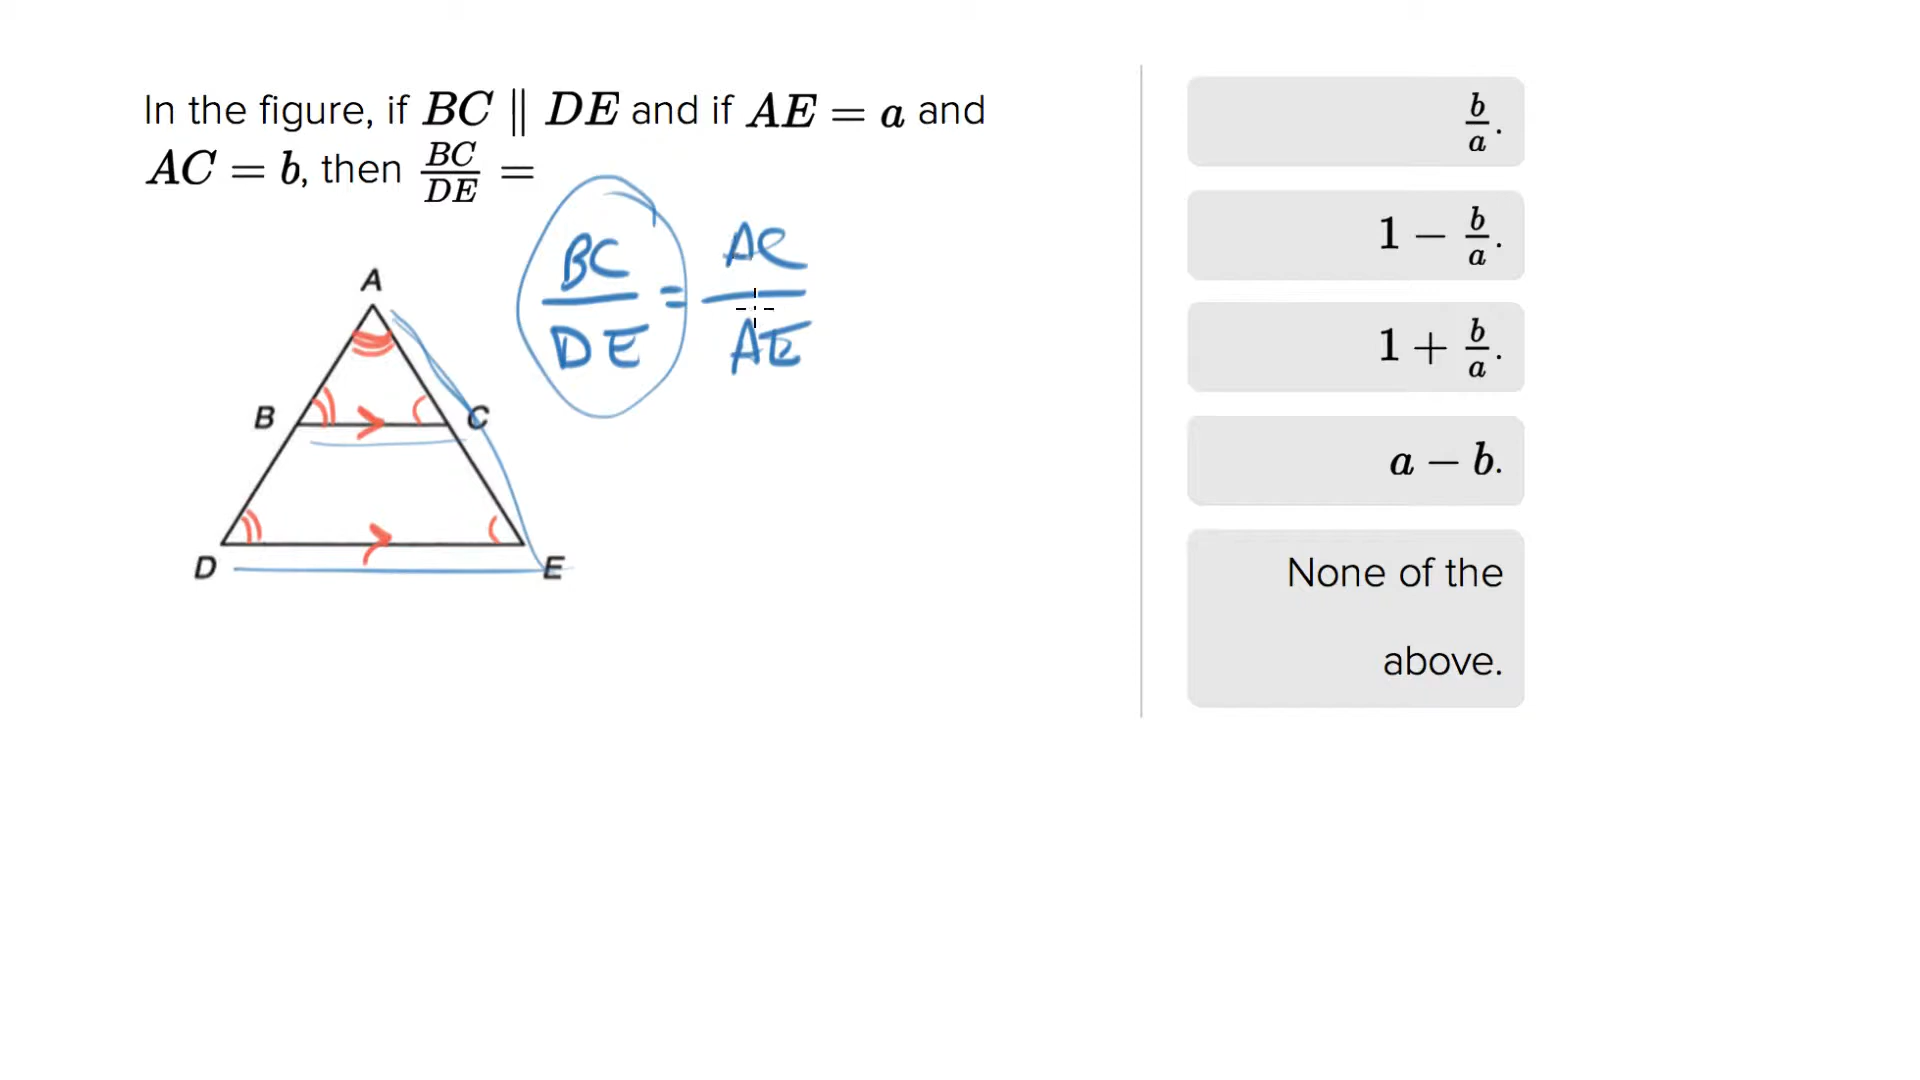 In the figure, if BC ∥ DE and if AE = a and
AC = b, then BC/DE =
BC/DE = AC/AE
A
B
C
D
E
b/a.
1 − b/a.
1 + b/a.
a − b.
None of the
above.